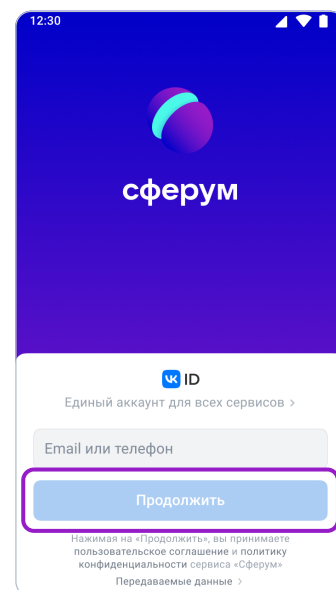 12:30
сферум
VK ID
Единый аккаунт для всех сервисов >
Email или телефон
Продолжить
Нажимая на «Продолжить», вы принимаете
пользовательское соглашение и политику
конфиденциальности сервиса «Сферум»
Передаваемые данные >